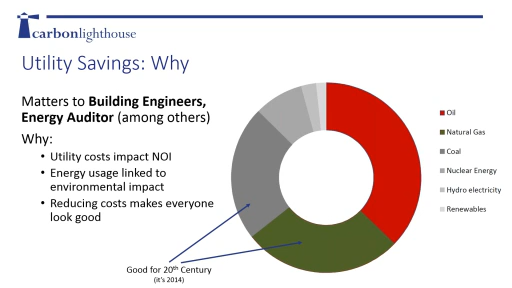 carbonlighthouse
Utility Savings: Why
Matters to Building Engineers,
Energy Auditor (among others)
Why:
• Utility costs impact NOI
• Energy usage linked to
environmental impact
• Reducing costs makes everyone
look good
Good for 20th Century
(it's 2014)
Oil
Natural Gas
Coal
Nuclear Energy
Hydro electricity
Renewables